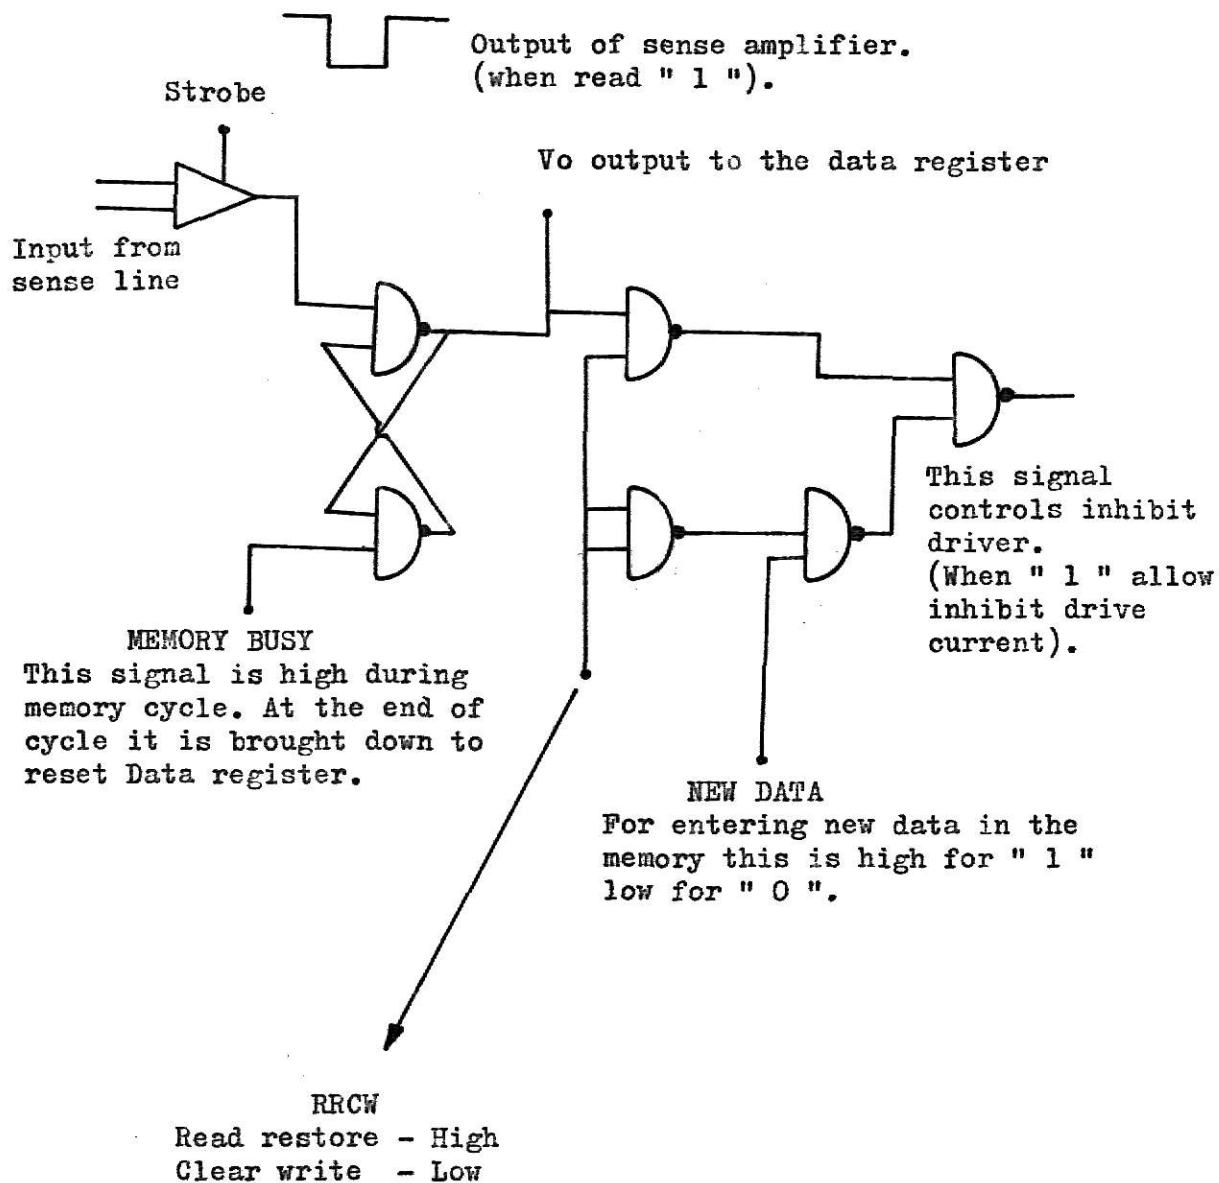 Output of sense amplifier.
(when read " 1 ").
Strobe
Vo output to the data register
Input from
sense line
This signal
controls inhibit
driver.
(When " 1 " allow
inhibit drive
current).
MEMORY BUSY
This signal is high during
memory cycle. At the end of
cycle it is brought down to
reset Data register.
NEW DATA
For entering new data in the
memory this is high for " 1 "
low for " 0 ".
RRCW
Read restore - High
Clear write - Low